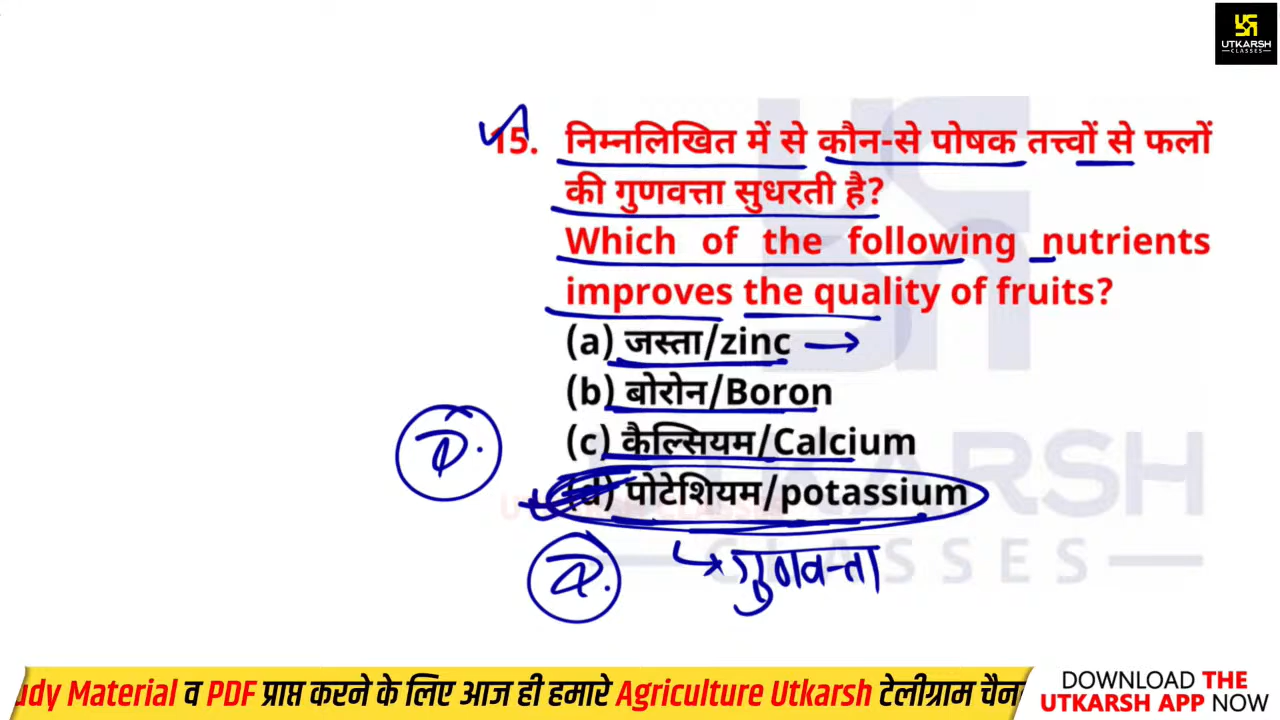 UTKARSH
CLASSES
15. निम्नलिखित में से कौन-से पोषक तत्त्वों से फलों
की गुणवत्ता सुधरती है?
Which of the following nutrients
improves the quality of fruits?
(a) जस्ता/zinc
(b) बोरोन/Boron
(c) कैल्सियम/Calcium
(d) पोटेशियम/potassium
D.
D.
गुणवत्ता
UTKARSH
CLASSES
udy Material व PDF प्राप्त करने के लिए आज ही हमारे Agriculture Utkarsh टेलीग्राम चैन
DOWNLOAD THE
UTKARSH APP NOW